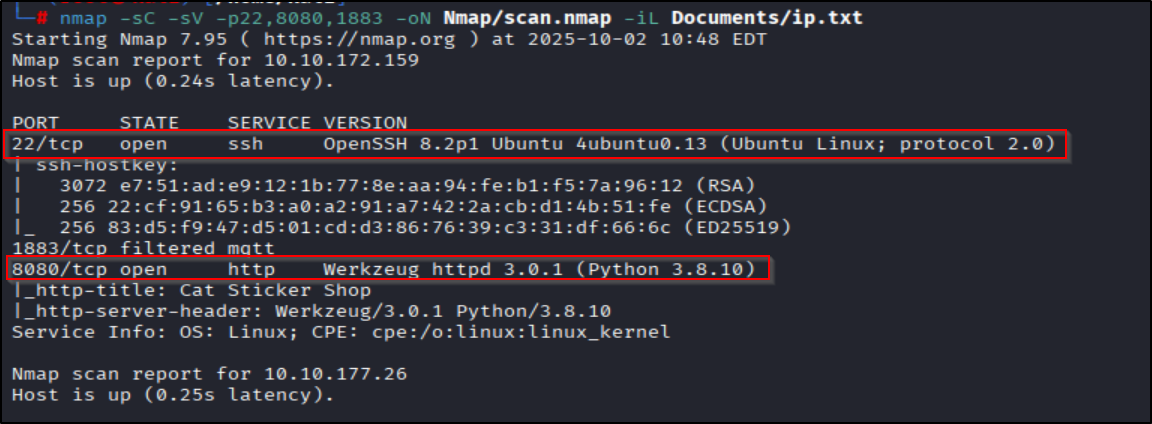 └─# nmap -sC -sV -p22,8080,1883 -oN Nmap/scan.nmap -iL Documents/ip.txt
Starting Nmap 7.95 ( https://nmap.org ) at 2025-10-02 10:48 EDT
Nmap scan report for 10.10.172.159
Host is up (0.24s latency).

PORT     STATE    SERVICE VERSION
22/tcp   open     ssh     OpenSSH 8.2p1 Ubuntu 4ubuntu0.13 (Ubuntu Linux; protocol 2.0)
| ssh-hostkey:
|   3072 e7:51:ad:e9:12:1b:77:8e:aa:94:fe:b1:f5:7a:96:12 (RSA)
|   256 22:cf:91:65:b3:a0:a2:91:a7:42:2a:cb:d1:4b:51:fe (ECDSA)
|_  256 83:d5:f9:47:d5:01:cd:d3:86:76:39:c3:31:df:66:6c (ED25519)
1883/tcp filtered mqtt
8080/tcp open     http    Werkzeug httpd 3.0.1 (Python 3.8.10)
|_http-title: Cat Sticker Shop
|_http-server-header: Werkzeug/3.0.1 Python/3.8.10
Service Info: OS: Linux; CPE: cpe:/o:linux:linux_kernel

Nmap scan report for 10.10.177.26
Host is up (0.25s latency).